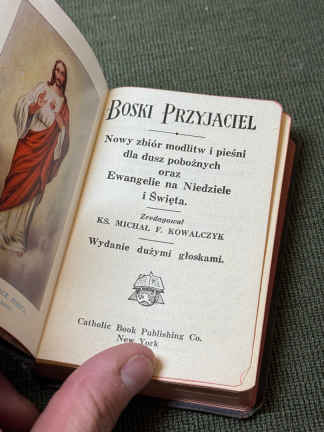 BOSKI PRZYJACIEL
Nowy zbiór modlitw i pieśni
dla dusz pobożnych
oraz
Ewangelie na Niedziele
i Święta.
Zredagował
KS. MICHAŁ F. KOWALCZYK
Wydanie dużymi głoskami.
Catholic Book Publishing Co.
New York